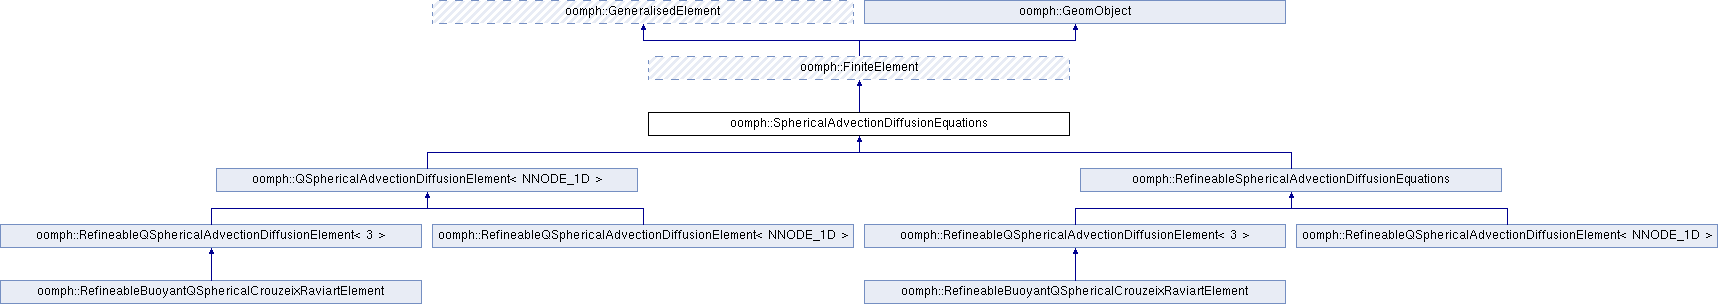 oomph::GeneralisedElement
oomph::GeomObject
oomph::FiniteElement
oomph::SphericalAdvectionDiffusionEquations
oomph::QSphericalAdvectionDiffusionElement< NNODE_1D >
oomph::RefineableSphericalAdvectionDiffusionEquations
oomph::RefineableQSphericalAdvectionDiffusionElement< 3 >
oomph::RefineableQSphericalAdvectionDiffusionElement< NNODE_1D >
oomph::RefineableQSphericalAdvectionDiffusionElement< 3 >
oomph::RefineableQSphericalAdvectionDiffusionElement< NNODE_1D >
oomph::RefineableBuoyantQSphericalCrouzeixRaviartElement
oomph::RefineableBuoyantQSphericalCrouzeixRaviartElement